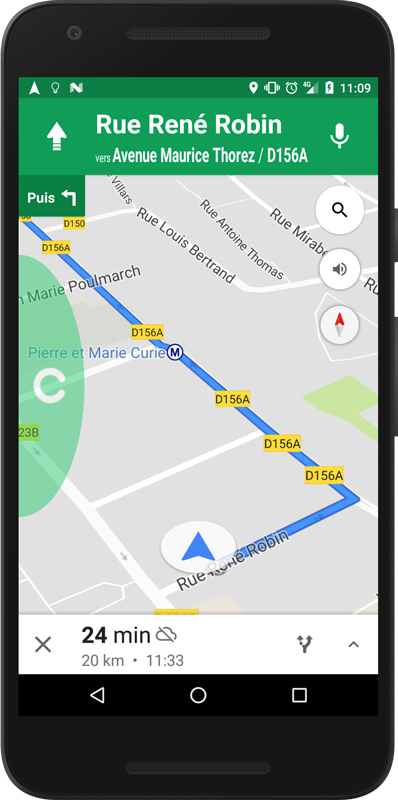 N
4G
11:09
Rue René Robin
vers Avenue Maurice Thorez / D156A
Puis
Villars
D150
Rue Louis Bertrand
Rue Antoine Thomas
Rue Mirabe
D156A
n Marie Poulmarch
Ru
D156A
Pierre et Marie Curie M
C
D156A
23B
D156A
D156A
Rue René Robin
24 min
20 km • 11:33